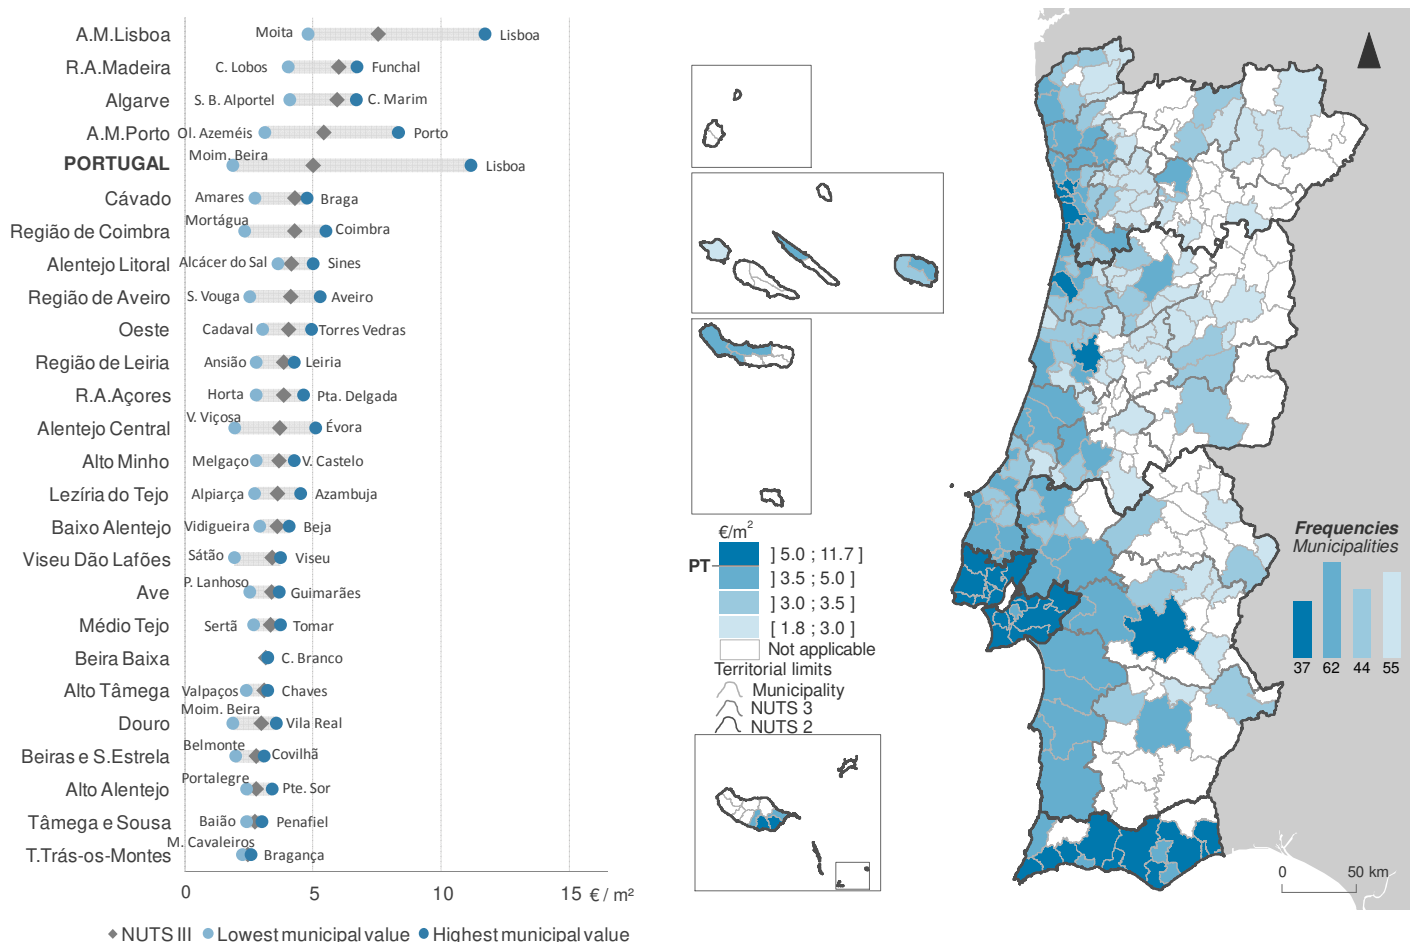 A.M.Lisboa Moita Lisboa
R.A.Madeira C. Lobos Funchal
Algarve S. B. Alportel C. Marim
A.M.Porto Ol. Azeméis Porto
PORTUGAL Moim. Beira Lisboa
Cávado Amares Braga
Região de Coimbra Mortágua Coimbra
Alentejo Litoral Alcácer do Sal Sines
Região de Aveiro S. Vouga Aveiro
Oeste Cadaval Torres Vedras
Região de Leiria Ansião Leiria
R.A.Açores Horta Pta. Delgada
Alentejo Central V. Viçosa Évora
Alto Minho Melgaço V. Castelo
Lezíria do Tejo Alpiarça Azambuja
Baixo Alentejo Vidigueira Beja
Viseu Dão Lafões Sátão Viseu
Ave P. Lanhoso Guimarães
Médio Tejo Sertã Tomar
Beira Baixa C. Branco
Alto Tâmega Valpaços Chaves
Douro Moim. Beira Vila Real
Beiras e S.Estrela Belmonte Covilhã
Alto Alentejo Portalegre Pte. Sor
Tâmega e Sousa Baião Penafiel
T.Trás-os-Montes M. Cavaleiros Bragança
0 5 10 15 € / m²
NUTS III Lowest municipal value Highest municipal value
€/m²
] 5.0 ; 11.7 ]
PT
] 3.5 ; 5.0 ]
] 3.0 ; 3.5 ]
[ 1.8 ; 3.0 ]
Not applicable
Territorial limits
Municipality
NUTS 3
NUTS 2
Frequencies
Municipalities
37 62 44 55
0 50 km